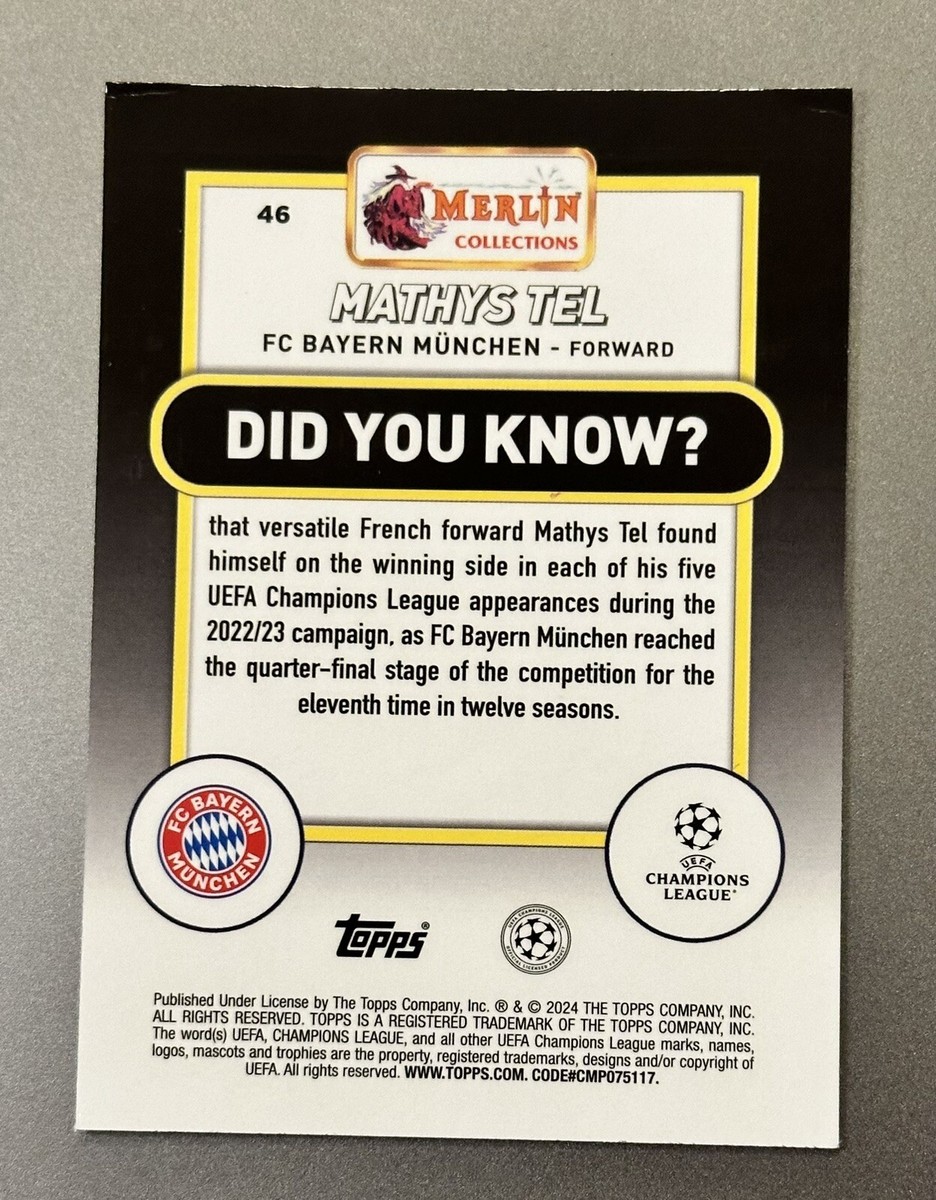 46
MERLIN
COLLECTIONS
MATHYS TEL
FC BAYERN MÜNCHEN - FORWARD
DID YOU KNOW?
that versatile French forward Mathys Tel found
himself on the winning side in each of his five
UEFA Champions League appearances during the
2022/23 campaign, as FC Bayern München reached
the quarter-final stage of the competition for the
eleventh time in twelve seasons.
FC BAYERN
MÜNCHEN
UEFA
CHAMPIONS
LEAGUE®
topps®
UEFA CHAMPIONS LEAGUE
OFFICIAL LICENSED PRODUCT
Published Under License by The Topps Company, Inc. ® & © 2024 THE TOPPS COMPANY, INC.
ALL RIGHTS RESERVED. TOPPS IS A REGISTERED TRADEMARK OF THE TOPPS COMPANY, INC.
The word(s) UEFA, CHAMPIONS LEAGUE, and all other UEFA Champions League marks, names,
logos, mascots and trophies are the property, registered trademarks, designs and/or copyright of
UEFA. All rights reserved. WWW.TOPPS.COM. CODE#CMP075117.